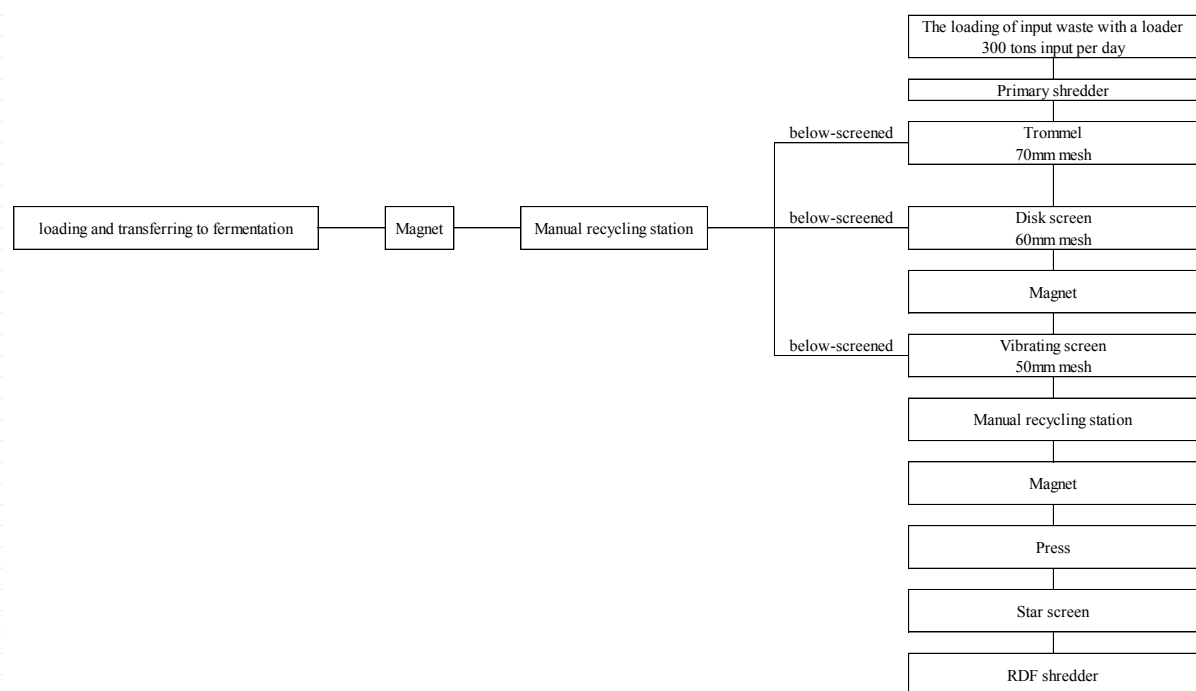 The loading of input waste with a loader
300 tons input per day
Primary shredder
below-screened
Trommel
70mm mesh
loading and transferring to fermentation
Magnet
Manual recycling station
below-screened
Disk screen
60mm mesh
Magnet
below-screened
Vibrating screen
50mm mesh
Manual recycling station
Magnet
Press
Star screen
RDF shredder